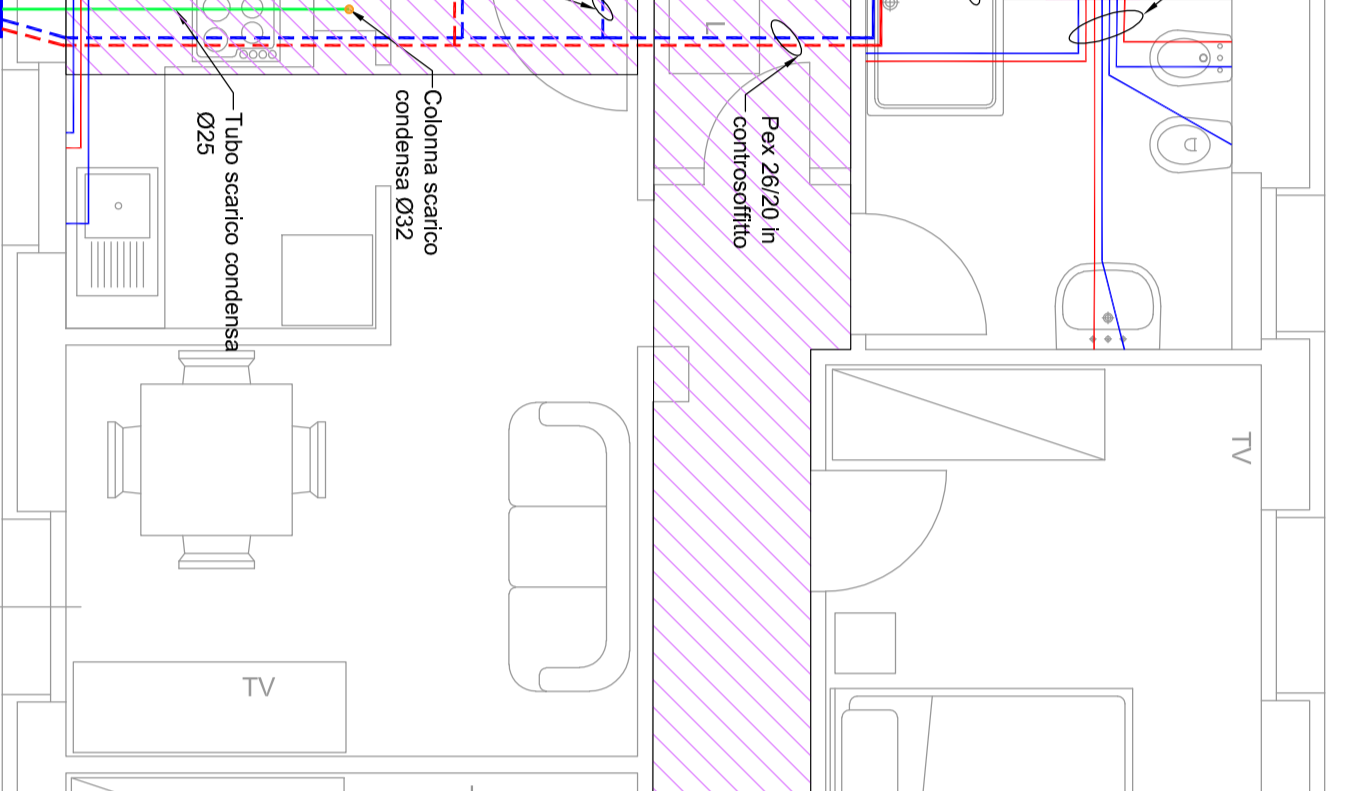 Tubo scarico condensa
Ø25
Colonna scarico
condensa Ø32
Pex 26/20 in
controsoffitto
L
TV
TV